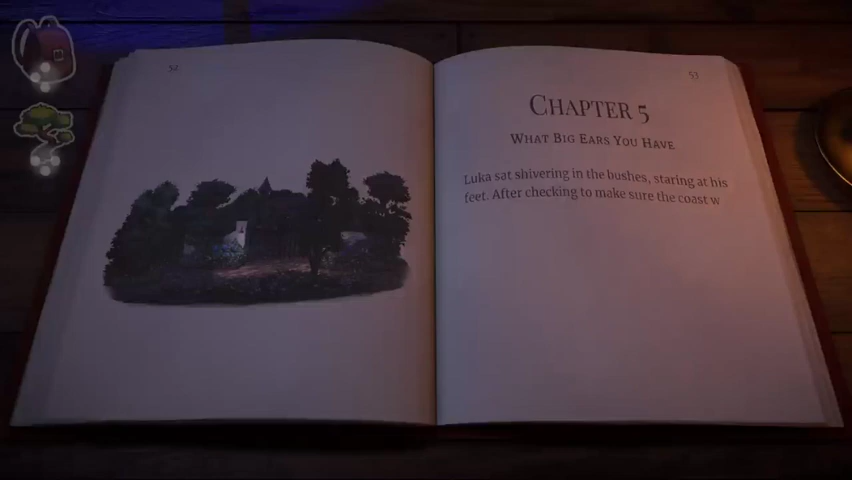 52
53
CHAPTER 5
WHAT BIG EARS YOU HAVE
Luka sat shivering in the bushes, staring at his
feet. After checking to make sure the coast w